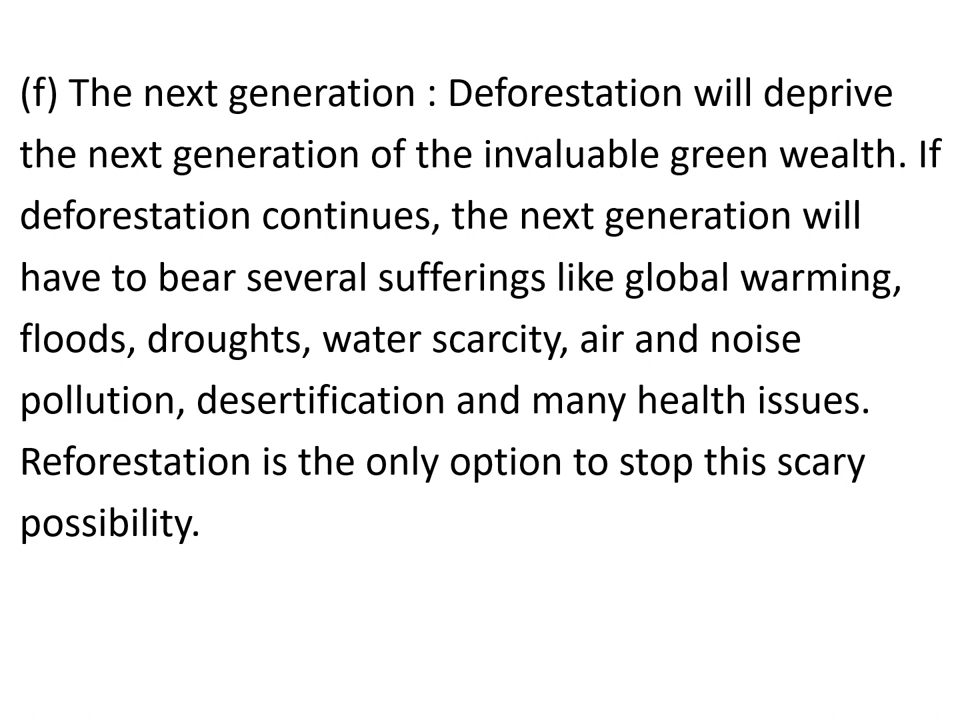 (f) The next generation : Deforestation will deprive
the next generation of the invaluable green wealth. If
deforestation continues, the next generation will
have to bear several sufferings like global warming,
floods, droughts, water scarcity, air and noise
pollution, desertification and many health issues.
Reforestation is the only option to stop this scary
possibility.